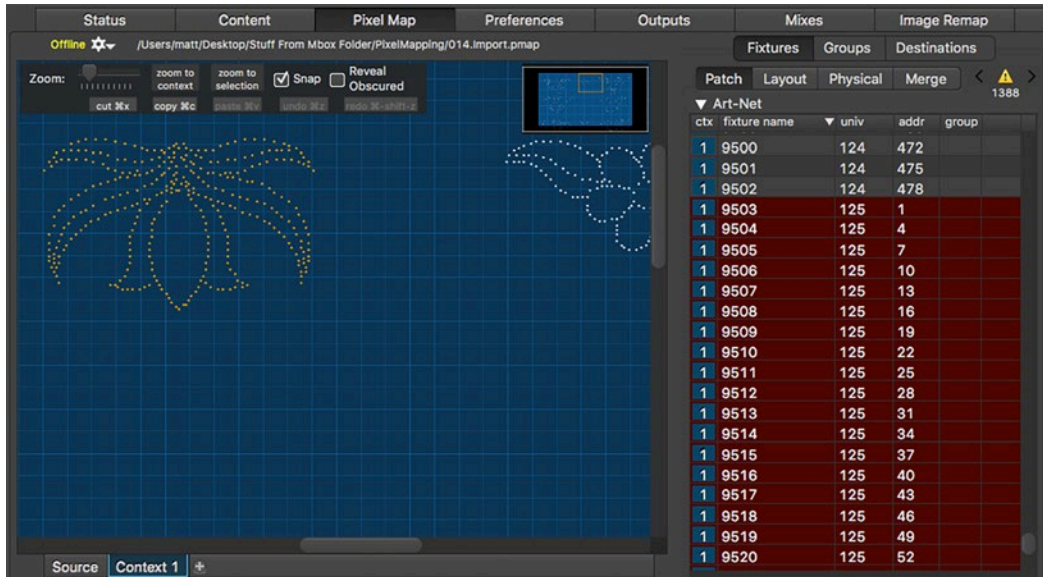 Status Content Pixel Map Preferences Outputs Mixes Image Remap
Offline /Users/matt/Desktop/Stuff From Mbox Folder/PixelMapping/014.Import.pmap
Fixtures Groups Destinations
Zoom: zoom to context zoom to selection Snap Reveal Obscured
cut ⌘x copy ⌘c paste ⌘v undo ⌘z redo ⌘-shift-z
Patch Layout Physical Merge < 1388 >
▼ Art-Net
ctx fixture name ▼ univ addr group
1 9500 124 472
1 9501 124 475
1 9502 124 478
1 9503 125 1
1 9504 125 4
1 9505 125 7
1 9506 125 10
1 9507 125 13
1 9508 125 16
1 9509 125 19
1 9510 125 22
1 9511 125 25
1 9512 125 28
1 9513 125 31
1 9514 125 34
1 9515 125 37
1 9516 125 40
1 9517 125 43
1 9518 125 46
1 9519 125 49
1 9520 125 52
Source Context 1 +